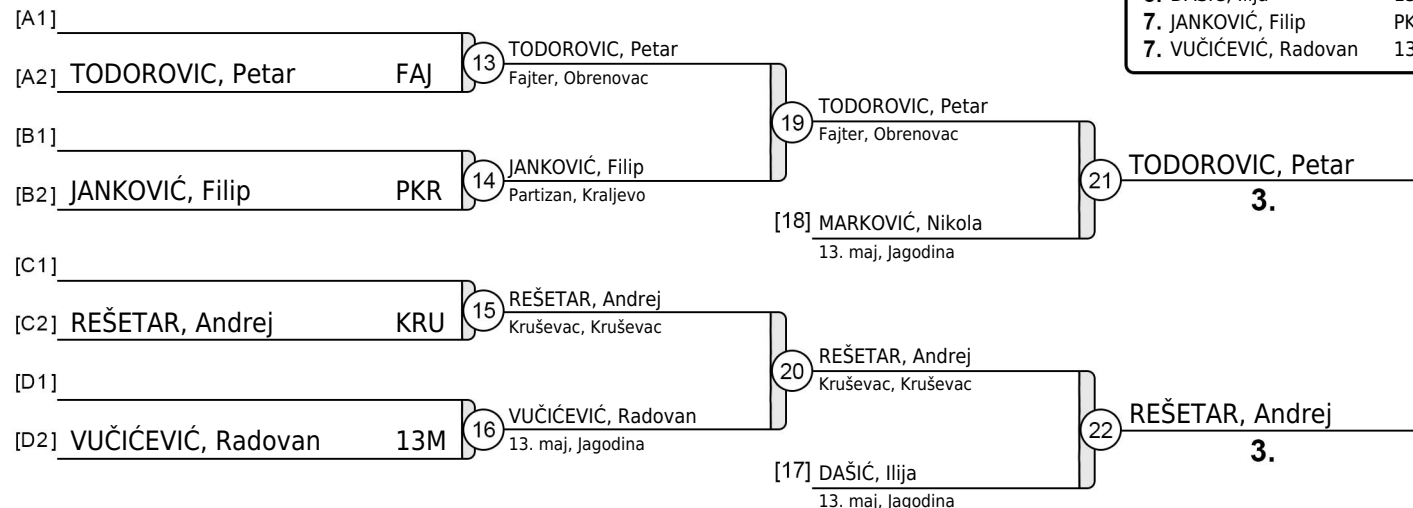 [A1]
[A2] TODOROVIC, Petar FAJ
13
TODOROVIC, Petar
Fajter, Obrenovac
[B1]
[B2] JANKOVIĆ, Filip PKR
14
JANKOVIĆ, Filip
Partizan, Kraljevo
19
TODOROVIC, Petar
Fajter, Obrenovac
[18] MARKOVIĆ, Nikola
13. maj, Jagodina
21
TODOROVIC, Petar
3.
[C1]
[C2] REŠETAR, Andrej KRU
15
REŠETAR, Andrej
Kruševac, Kruševac
[D1]
[D2] VUČIĆEVIĆ, Radovan 13M
16
VUČIĆEVIĆ, Radovan
13. maj, Jagodina
20
REŠETAR, Andrej
Kruševac, Kruševac
[17] DAŠIĆ, Ilija
13. maj, Jagodina
22
REŠETAR, Andrej
3.
7. JANKOVIĆ, Filip PK
7. VUČIĆEVIĆ, Radovan 13